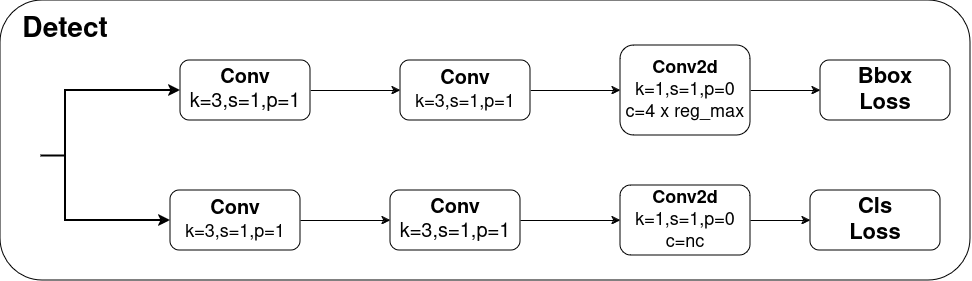 Detect
Conv
k=3,s=1,p=1
Conv
k=3,s=1,p=1
Conv2d
k=1,s=1,p=0
c=4 x reg_max
Bbox
Loss
Conv
k=3,s=1,p=1
Conv
k=3,s=1,p=1
Conv2d
k=1,s=1,p=0
c=nc
Cls
Loss